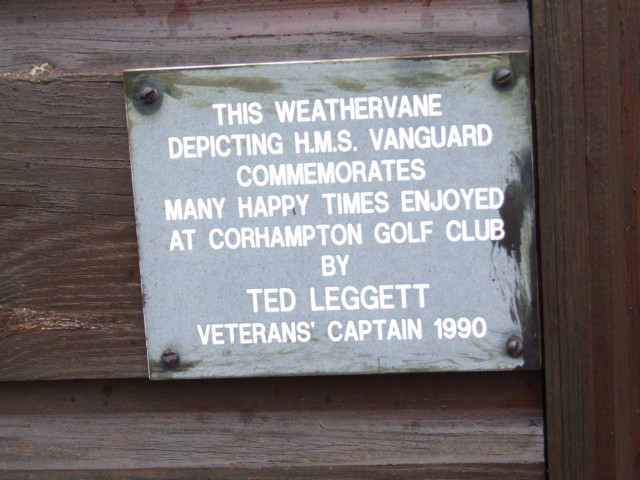 THIS WEATHERVANE
DEPICTING H.M.S. VANGUARD
COMMEMORATES
MANY HAPPY TIMES ENJOYED
AT CORHAMPTON GOLF CLUB
BY
TED LEGGETT
VETERANS' CAPTAIN 1990